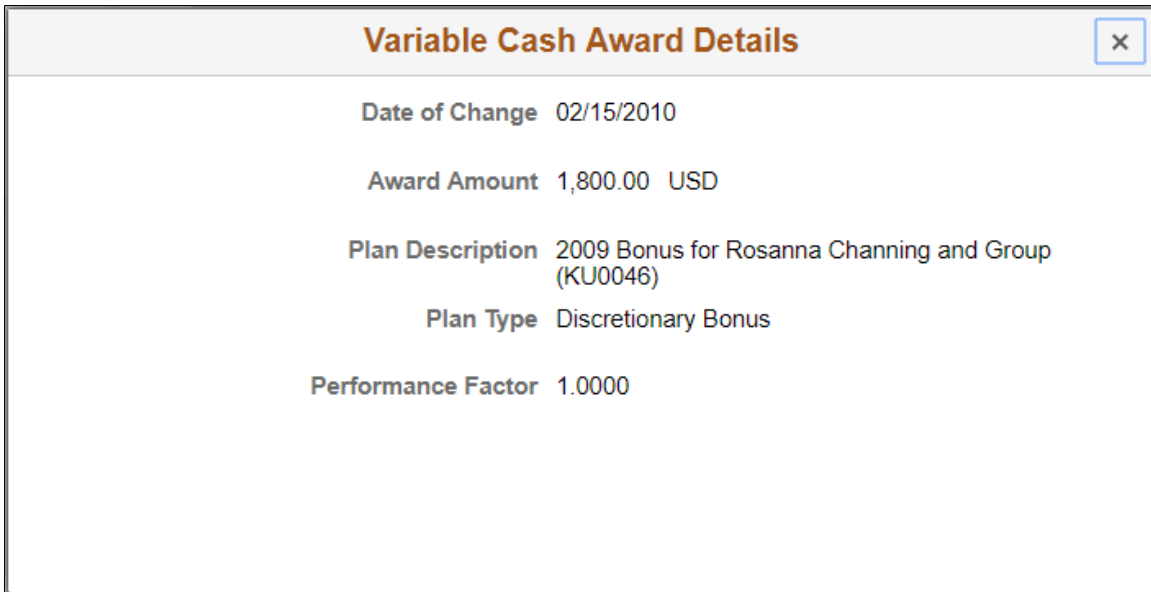 Variable Cash Award Details ×
Date of Change 02/15/2010
Award Amount 1,800.00 USD
Plan Description 2009 Bonus for Rosanna Channing and Group
(KU0046)
Plan Type Discretionary Bonus
Performance Factor 1.0000